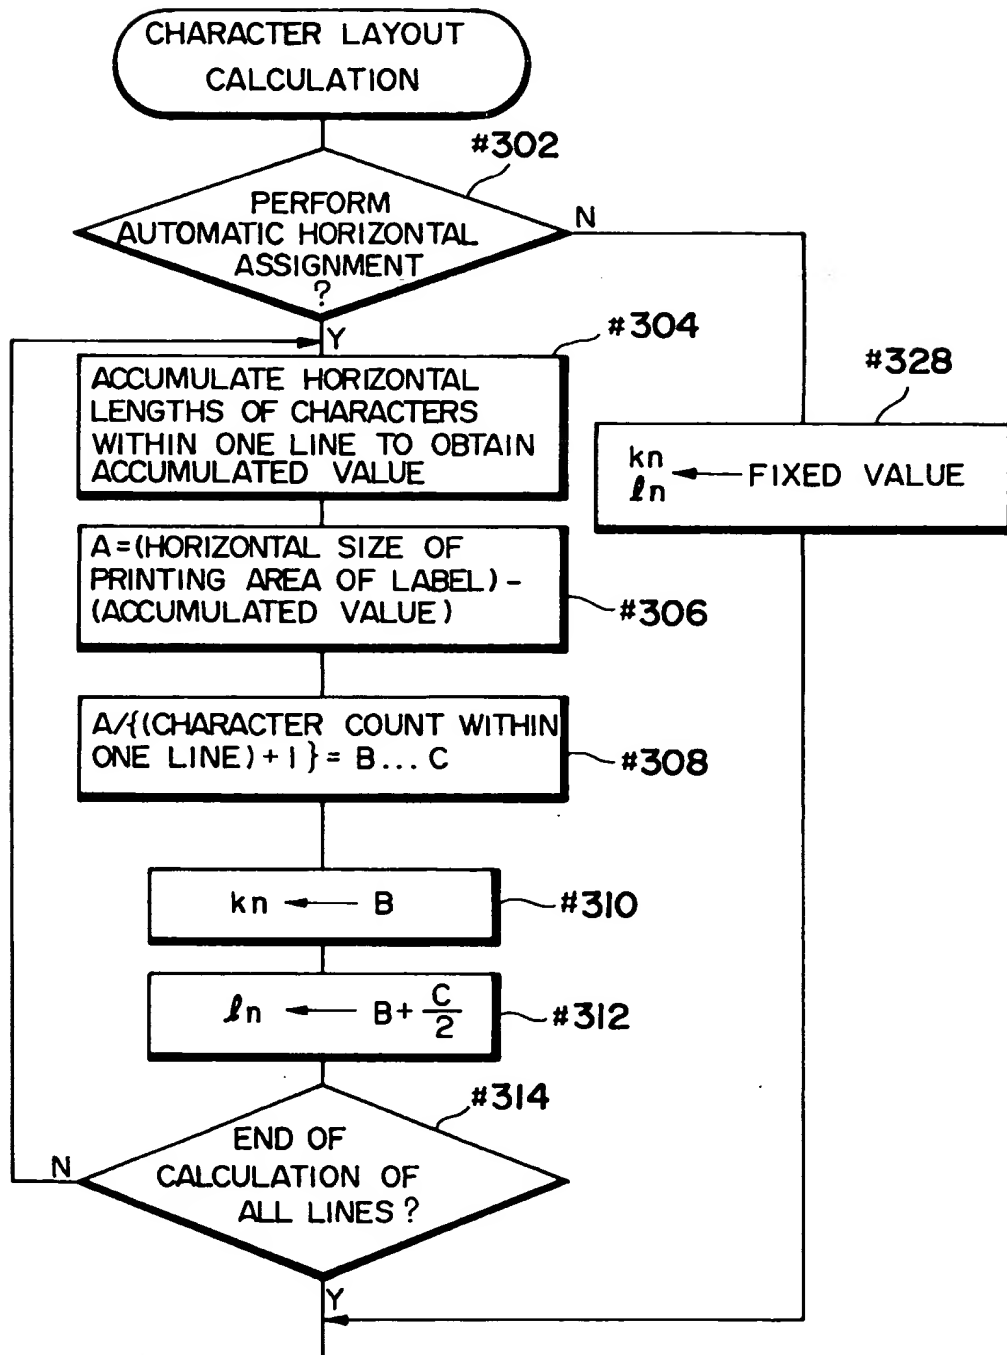 CHARACTER LAYOUT
CALCULATION
#302
PERFORM
AUTOMATIC HORIZONTAL
ASSIGNMENT
?
N
Y
#304
ACCUMULATE HORIZONTAL
LENGTHS OF CHARACTERS
WITHIN ONE LINE TO OBTAIN
ACCUMULATED VALUE
#328
kn
ℓn ← FIXED VALUE
A=(HORIZONTAL SIZE OF
PRINTING AREA OF LABEL)-
(ACCUMULATED VALUE)
#306
A/{(CHARACTER COUNT WITHIN
ONE LINE)+1}= B... C
#308
kn ← B
#310
ℓn ← B+ C/2
#312
#314
END OF
CALCULATION OF
ALL LINES?
N
Y